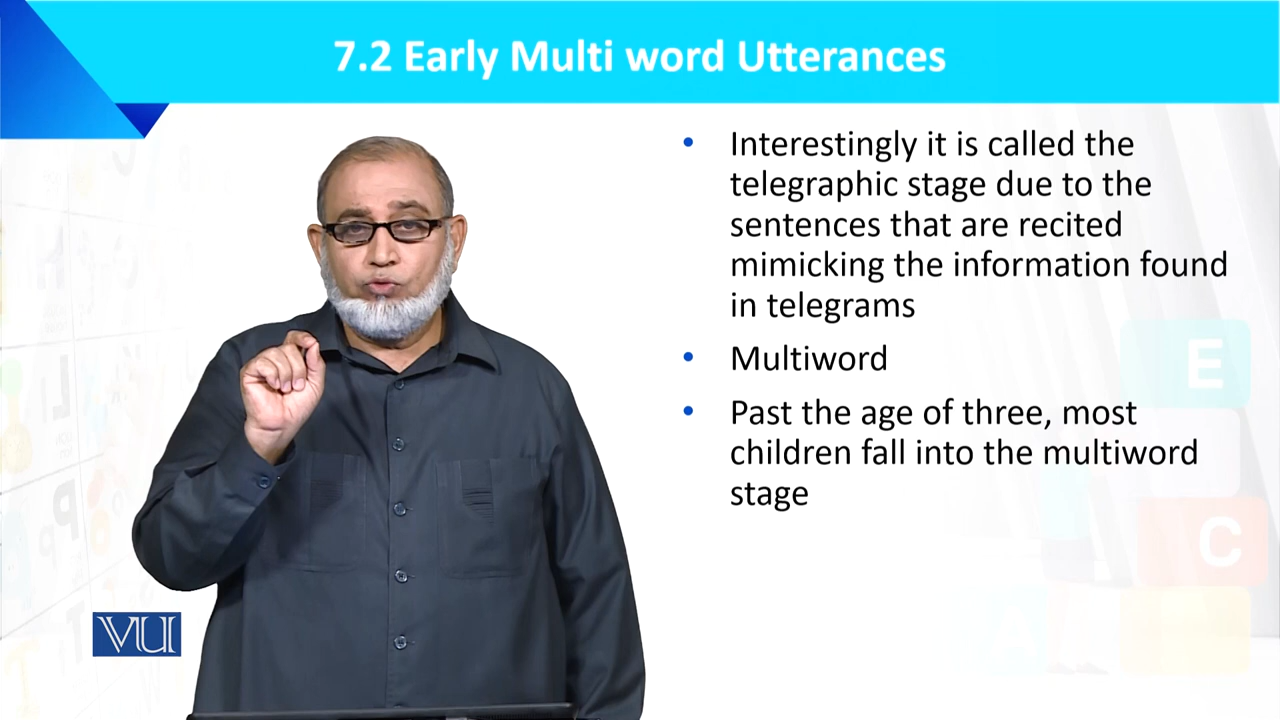 7.2 Early Multi word Utterances
• Interestingly it is called the
telegraphic stage due to the
sentences that are recited
mimicking the information found
in telegrams
• Multiword
• Past the age of three, most
children fall into the multiword
stage
VU
E
C
A